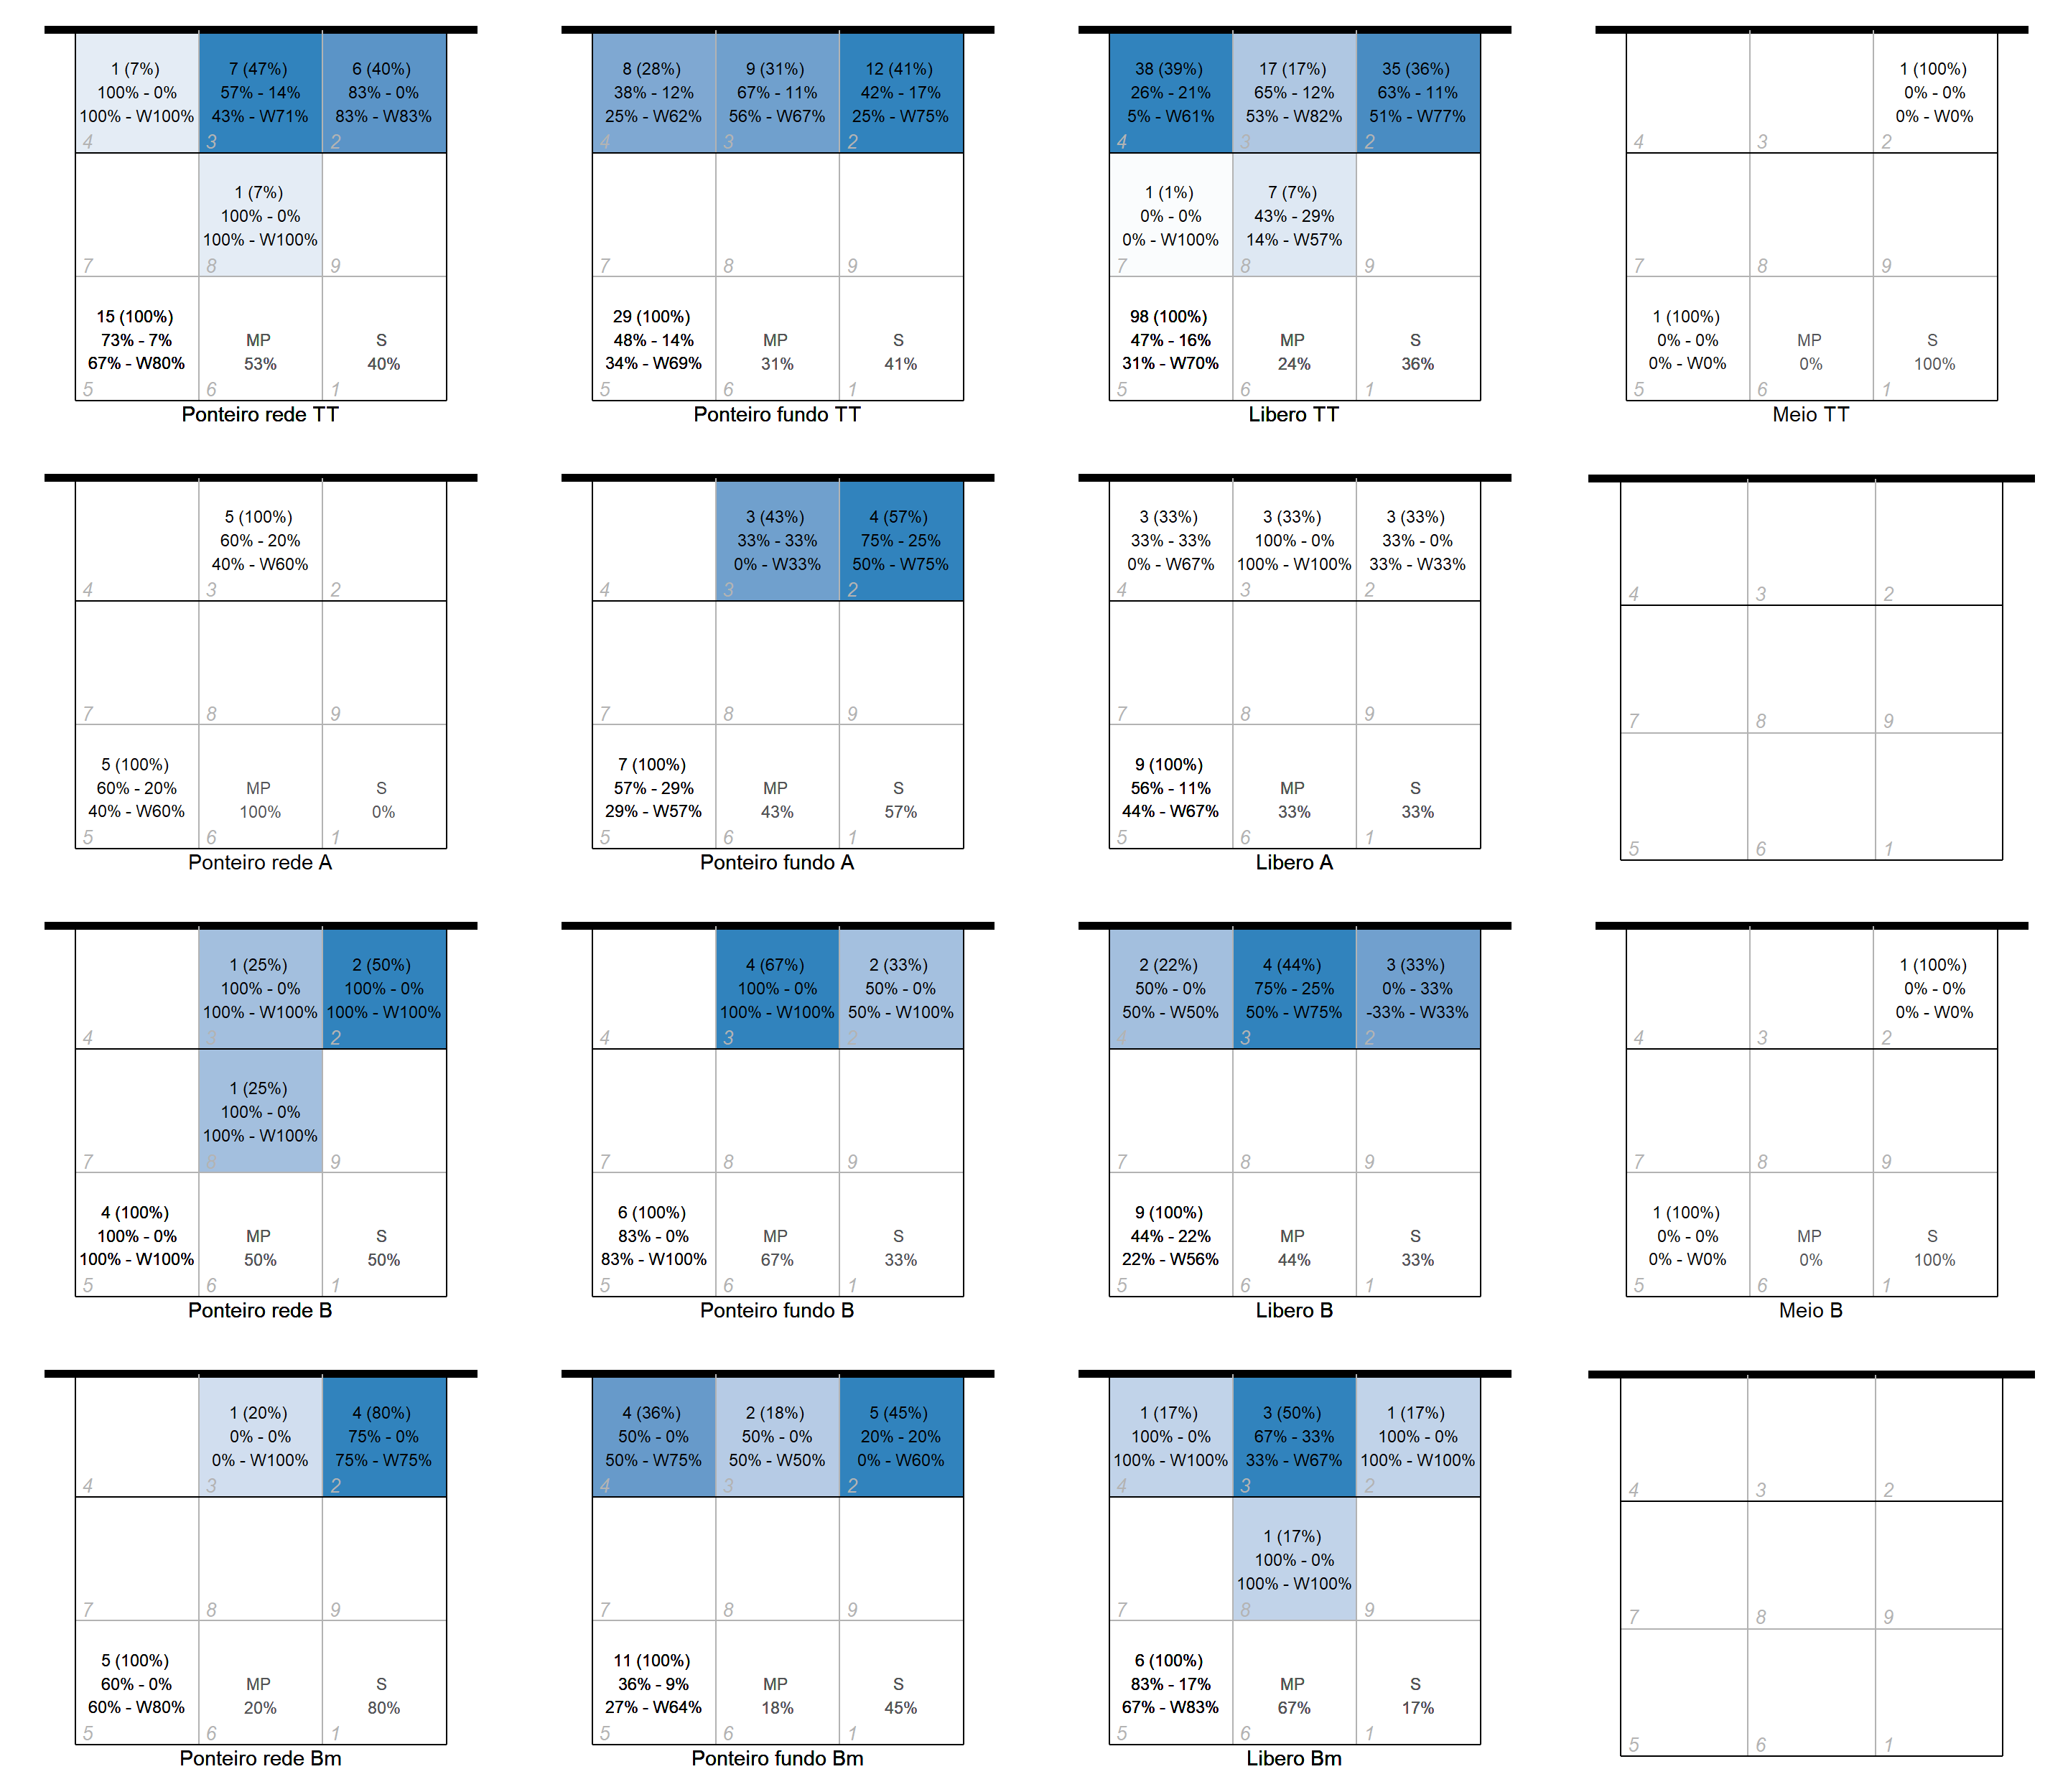 1 (7%)
100% - 0%
100% - W100%
4
7 (47%)
57% - 14%
43% - W71%
3
6 (40%)
83% - 0%
83% - W83%
2
7
1 (7%)
100% - 0%
100% - W100%
8
9
15 (100%)
73% - 7%
67% - W80%
5
MP
53%
6
S
40%
1
Ponteiro rede TT
8 (28%)
38% - 12%
25% - W62%
4
9 (31%)
67% - 11%
56% - W67%
3
12 (41%)
42% - 17%
25% - W75%
2
7
8
9
29 (100%)
48% - 14%
34% - W69%
5
MP
31%
6
S
41%
1
Ponteiro fundo TT
38 (39%)
26% - 21%
5% - W61%
4
17 (17%)
65% - 12%
53% - W82%
3
35 (36%)
63% - 11%
51% - W77%
2
1 (1%)
0% - 0%
0% - W100%
7
7 (7%)
43% - 29%
14% - W57%
8
9
98 (100%)
47% - 16%
31% - W70%
5
MP
24%
6
S
36%
1
Libero TT
4
3
1 (100%)
0% - 0%
0% - W0%
2
7
8
9
1 (100%)
0% - 0%
0% - W0%
5
MP
0%
6
S
100%
1
Meio TT
4
5 (100%)
60% - 20%
40% - W60%
3
2
7
8
9
5 (100%)
60% - 20%
40% - W60%
5
MP
100%
6
S
0%
1
Ponteiro rede A
4
3 (43%)
33% - 33%
0% - W33%
3
4 (57%)
75% - 25%
50% - W75%
2
7
8
9
7 (100%)
57% - 29%
29% - W57%
5
MP
43%
6
S
57%
1
Ponteiro fundo A
3 (33%)
33% - 33%
0% - W67%
4
3 (33%)
100% - 0%
100% - W100%
3
3 (33%)
33% - 0%
33% - W33%
2
7
8
9
9 (100%)
56% - 11%
44% - W67%
5
MP
33%
6
S
33%
1
Libero A
4
3
2
7
8
9
5
6
1
4
1 (25%)
100% - 0%
100% - W100%
3
2 (50%)
100% - 0%
100% - W100%
2
7
1 (25%)
100% - 0%
100% - W100%
8
9
4 (100%)
100% - 0%
100% - W100%
5
MP
50%
6
S
50%
1
Ponteiro rede B
4
4 (67%)
100% - 0%
100% - W100%
3
2 (33%)
50% - 0%
50% - W100%
2
7
8
9
6 (100%)
83% - 0%
83% - W100%
5
MP
67%
6
S
33%
1
Ponteiro fundo B
2 (22%)
50% - 0%
50% - W50%
4
4 (44%)
75% - 25%
50% - W75%
3
3 (33%)
0% - 33%
-33% - W33%
2
7
8
9
9 (100%)
44% - 22%
22% - W56%
5
MP
44%
6
S
33%
1
Libero B
4
3
1 (100%)
0% - 0%
0% - W0%
2
7
8
9
1 (100%)
0% - 0%
0% - W0%
5
MP
0%
6
S
100%
1
Meio B
4
1 (20%)
0% - 0%
0% - W100%
3
4 (80%)
75% - 0%
75% - W75%
2
7
8
9
5 (100%)
60% - 0%
60% - W80%
5
MP
20%
6
S
80%
1
Ponteiro rede Bm
4 (36%)
50% - 0%
50% - W75%
4
2 (18%)
50% - 0%
50% - W50%
3
5 (45%)
20% - 20%
0% - W60%
2
7
8
9
11 (100%)
36% - 9%
27% - W64%
5
MP
18%
6
S
45%
1
Ponteiro fundo Bm
1 (17%)
100% - 0%
100% - W100%
4
3 (50%)
67% - 33%
33% - W67%
3
1 (17%)
100% - 0%
100% - W100%
2
7
1 (17%)
100% - 0%
100% - W100%
8
9
6 (100%)
83% - 17%
67% - W83%
5
MP
67%
6
S
17%
1
Libero Bm
4
3
2
7
8
9
5
6
1